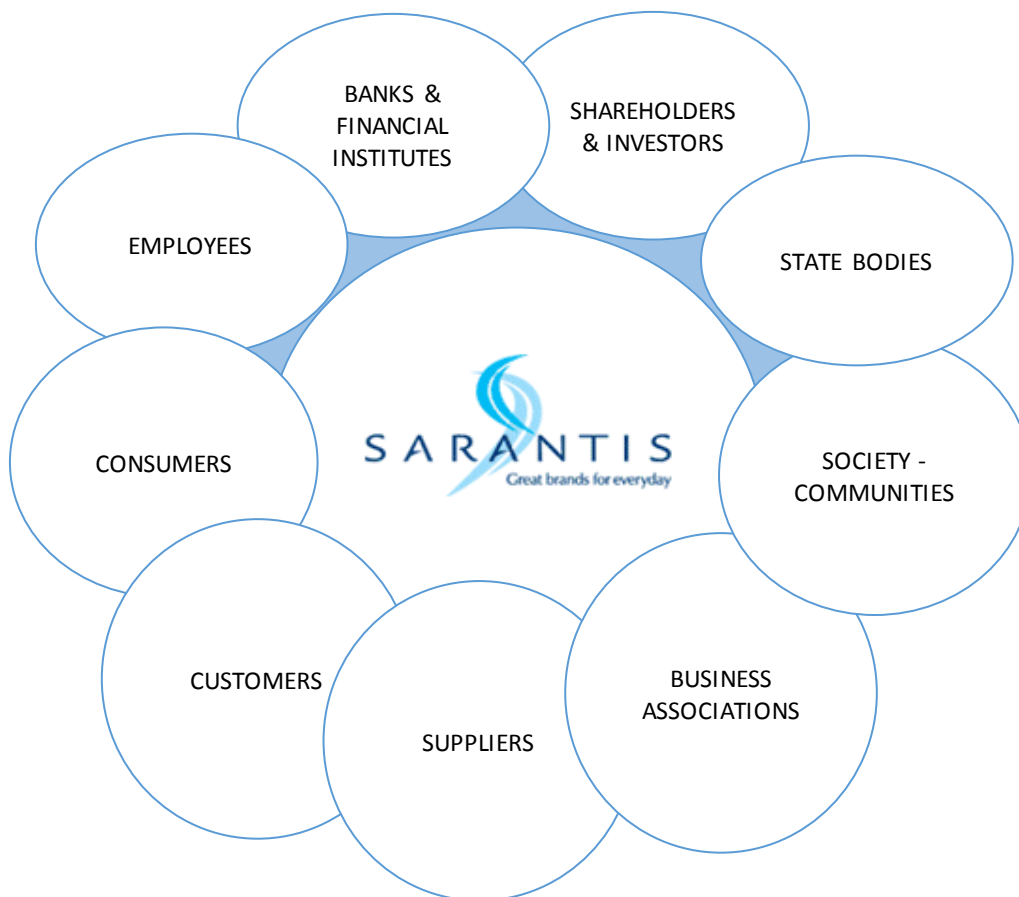 BANKS &
FINANCIAL
INSTITUTES
SHAREHOLDERS
& INVESTORS
EMPLOYEES
STATE BODIES
SARANTIS
Great brands for everyday
CONSUMERS
SOCIETY -
COMMUNITIES
CUSTOMERS
BUSINESS
ASSOCIATIONS
SUPPLIERS